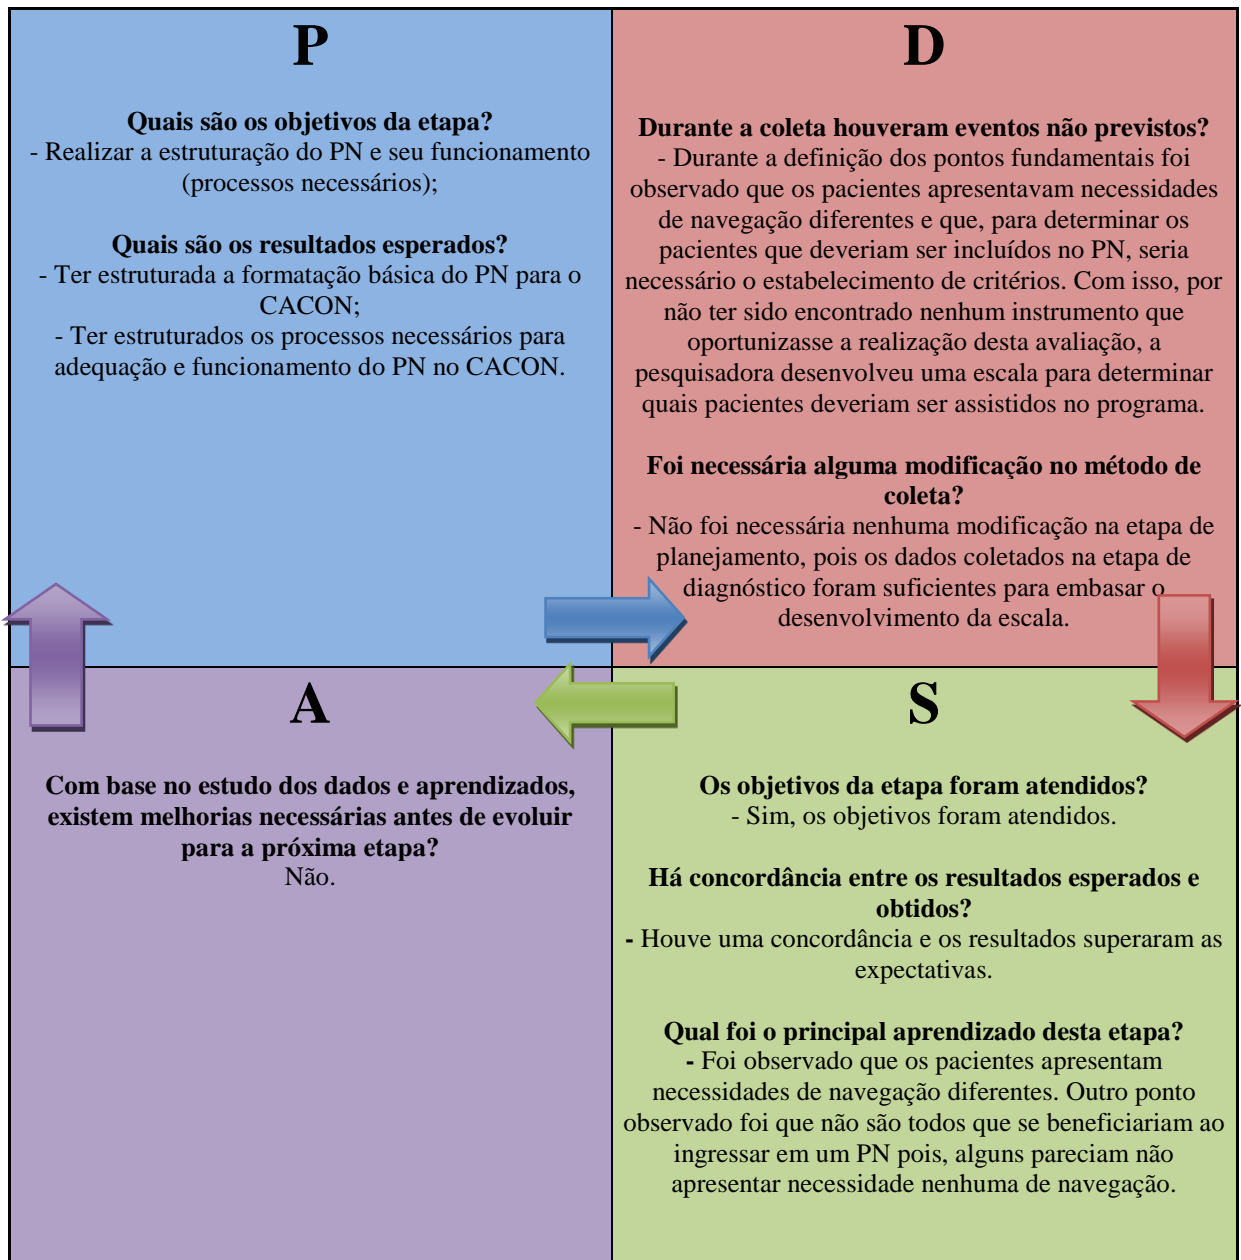 P
Quais são os objetivos da etapa?
- Realizar a estruturação do PN e seu funcionamento
(processos necessários);
Quais são os resultados esperados?
- Ter estruturada a formatação básica do PN para o
CACON;
- Ter estruturados os processos necessários para
adequação e funcionamento do PN no CACON.
D
Durante a coleta houveram eventos não previstos?
- Durante a definição dos pontos fundamentais foi
observado que os pacientes apresentavam necessidades
de navegação diferentes e que, para determinar os
pacientes que deveriam ser incluídos no PN, seria
necessário o estabelecimento de critérios. Com isso, por
não ter sido encontrado nenhum instrumento que
oportunizasse a realização desta avaliação, a
pesquisadora desenvolveu uma escala para determinar
quais pacientes deveriam ser assistidos no programa.
Foi necessária alguma modificação no método de
coleta?
- Não foi necessária nenhuma modificação na etapa de
planejamento, pois os dados coletados na etapa de
diagnóstico foram suficientes para embasar o
desenvolvimento da escala.
A
Com base no estudo dos dados e aprendizados,
existem melhorias necessárias antes de evoluir
para a próxima etapa?
Não.
S
Os objetivos da etapa foram atendidos?
- Sim, os objetivos foram atendidos.
Há concordância entre os resultados esperados e
obtidos?
- Houve uma concordância e os resultados superaram as
expectativas.
Qual foi o principal aprendizado desta etapa?
- Foi observado que os pacientes apresentam
necessidades de navegação diferentes. Outro ponto
observado foi que não são todos que se beneficiariam ao
ingressar em um PN pois, alguns pareciam não
apresentar necessidade nenhuma de navegação.